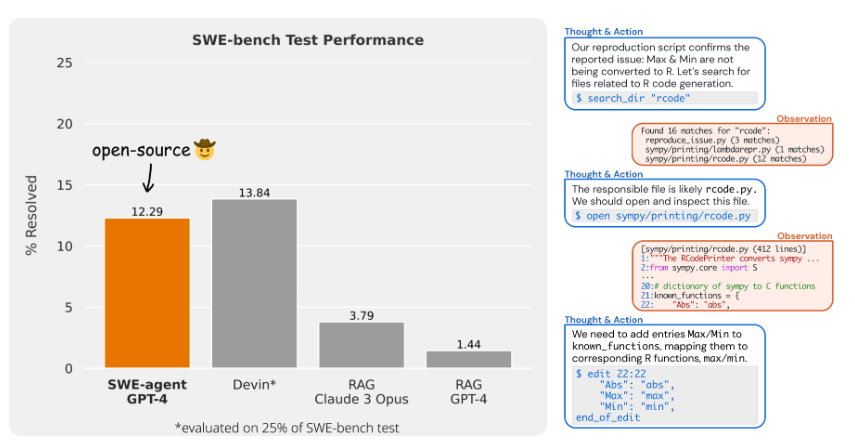 SWE-bench Test Performance
% Resolved
25
20
15
10
5
0
open-source
12.29
13.84
3.79
1.44
SWE-agent
GPT-4
Devin*
RAG
Claude 3 Opus
RAG
GPT-4
*evaluated on 25% of SWE-bench test
Thought & Action
Our reproduction script confirms the
reported issue: Max & Min are not
being converted to R. Let's search for
files related to R code generation.
$ search_dir "rcode"
Observation
Found 16 matches for "rcode":
reproduce_issue.py (3 matches)
sympy/printing/lambdarepr.py (1 matches)
sympy/printing/rcode.py (12 matches)
Thought & Action
The responsible file is likely rcode.py.
We should open and inspect this file.
$ open sympy/printing/rcode.py
Observation
[sympy/printing/rcode.py (412 lines)]
1:"""The RCodePrinter converts sympy ...
2:from sympy.core import S
...
20:# dictionary of sympy to C functions
21:known_functions = {
22:    "Abs": "abs",
Thought & Action
We need to add entries Max/Min to
known_functions, mapping them to
corresponding R functions, max/min.
$ edit 22:22
    "Abs": "abs",
    "Max": "max",
    "Min": "min",
end_of_edit